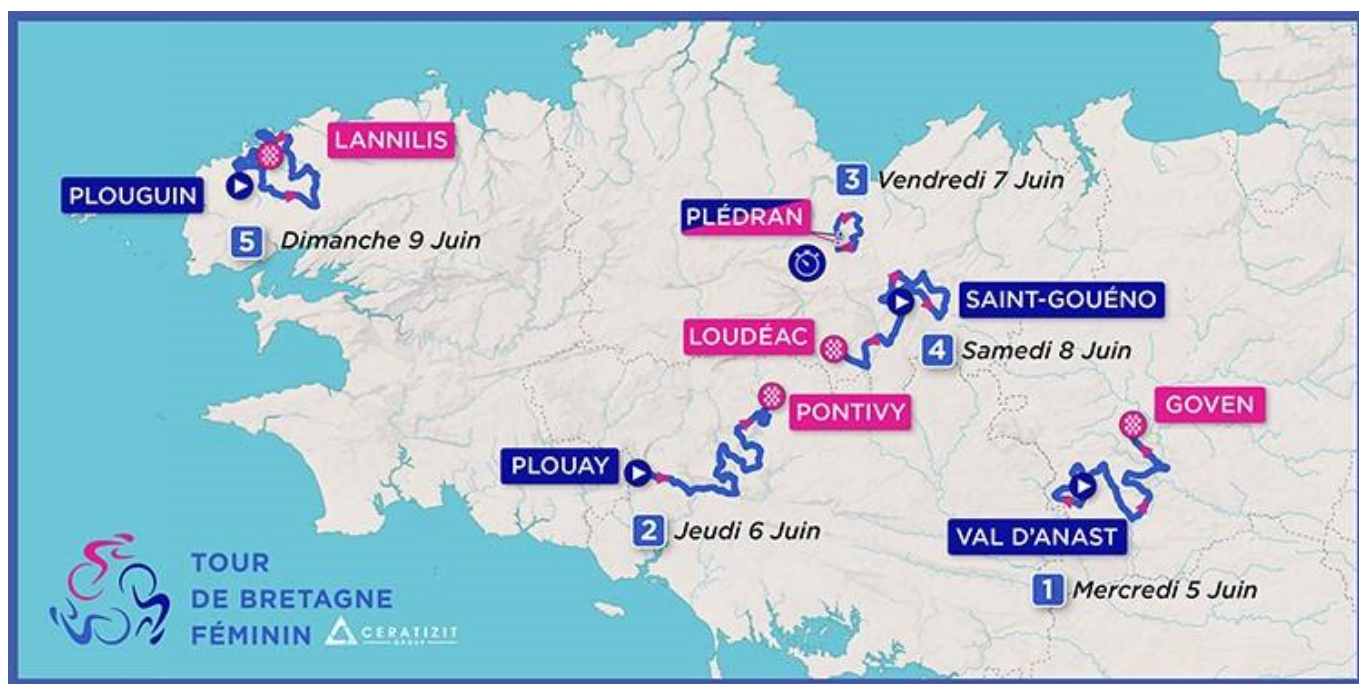 LANNILIS
PLOUGUIN
5 Dimanche 9 Juin
3 Vendredi 7 Juin
PLÉDRAN
SAINT-GOUÉNO
LOUDÉAC
4 Samedi 8 Juin
PONTIVY
GOVEN
PLOUAY
2 Jeudi 6 Juin
VAL D'ANAST
1 Mercredi 5 Juin
TOUR
DE BRETAGNE
FÉMININ
CERATIZIT
GROUP